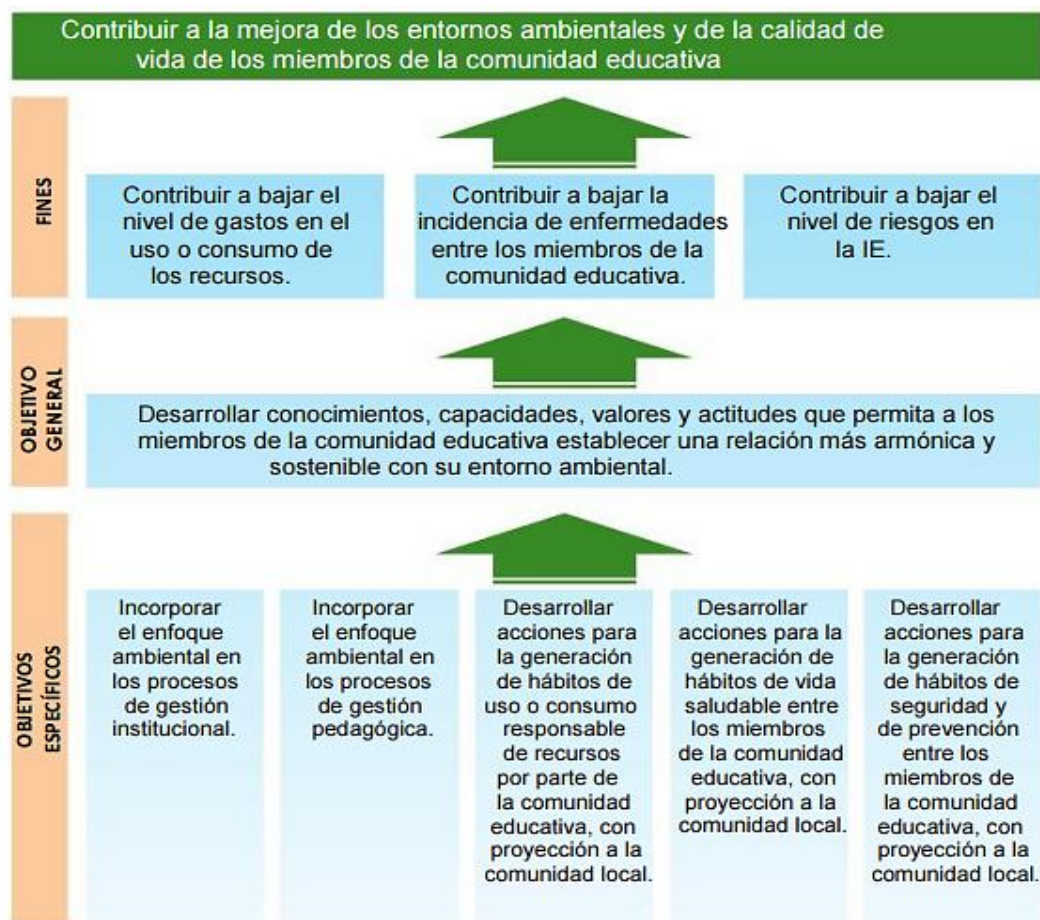 Contribuir a la mejora de los entornos ambientales y de la calidad de
vida de los miembros de la comunidad educativa
FINES
Contribuir a bajar el
nivel de gastos en el
uso o consumo de
los recursos.
Contribuir a bajar la
incidencia de enfermedades
entre los miembros de la
comunidad educativa.
Contribuir a bajar el
nivel de riesgos en
la IE.
OBJETIVO
GENERAL
Desarrollar conocimientos, capacidades, valores y actitudes que permita a los
miembros de la comunidad educativa establecer una relación más armónica y
sostenible con su entorno ambiental.
OBJETIVOS
ESPECÍFICOS
Incorporar
el enfoque
ambiental en
los procesos
de gestión
institucional.
Incorporar
el enfoque
ambiental en
los procesos
de gestión
pedagógica.
Desarrollar
acciones para
la generación
de hábitos de
uso o consumo
responsable
de recursos
por parte de
la comunidad
educativa, con
proyección a la
comunidad local.
Desarrollar
acciones para la
generación de
hábitos de vida
saludable entre
los miembros
de la comunidad
educativa, con
proyección a la
comunidad local.
Desarrollar
acciones para
la generación
de hábitos de
seguridad y
de prevención
entre los
miembros de
la comunidad
educativa, con
proyección a la
comunidad local.